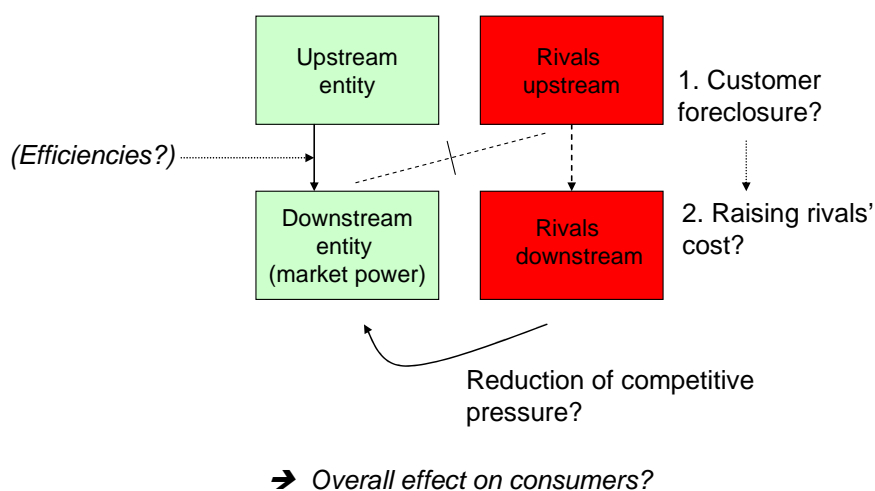 Upstream
entity
Rivals
upstream
1. Customer
foreclosure?
(Efficiencies?)
Downstream
entity
(market power)
Rivals
downstream
2. Raising rivals’
cost?
Reduction of competitive
pressure?
➔ Overall effect on consumers?